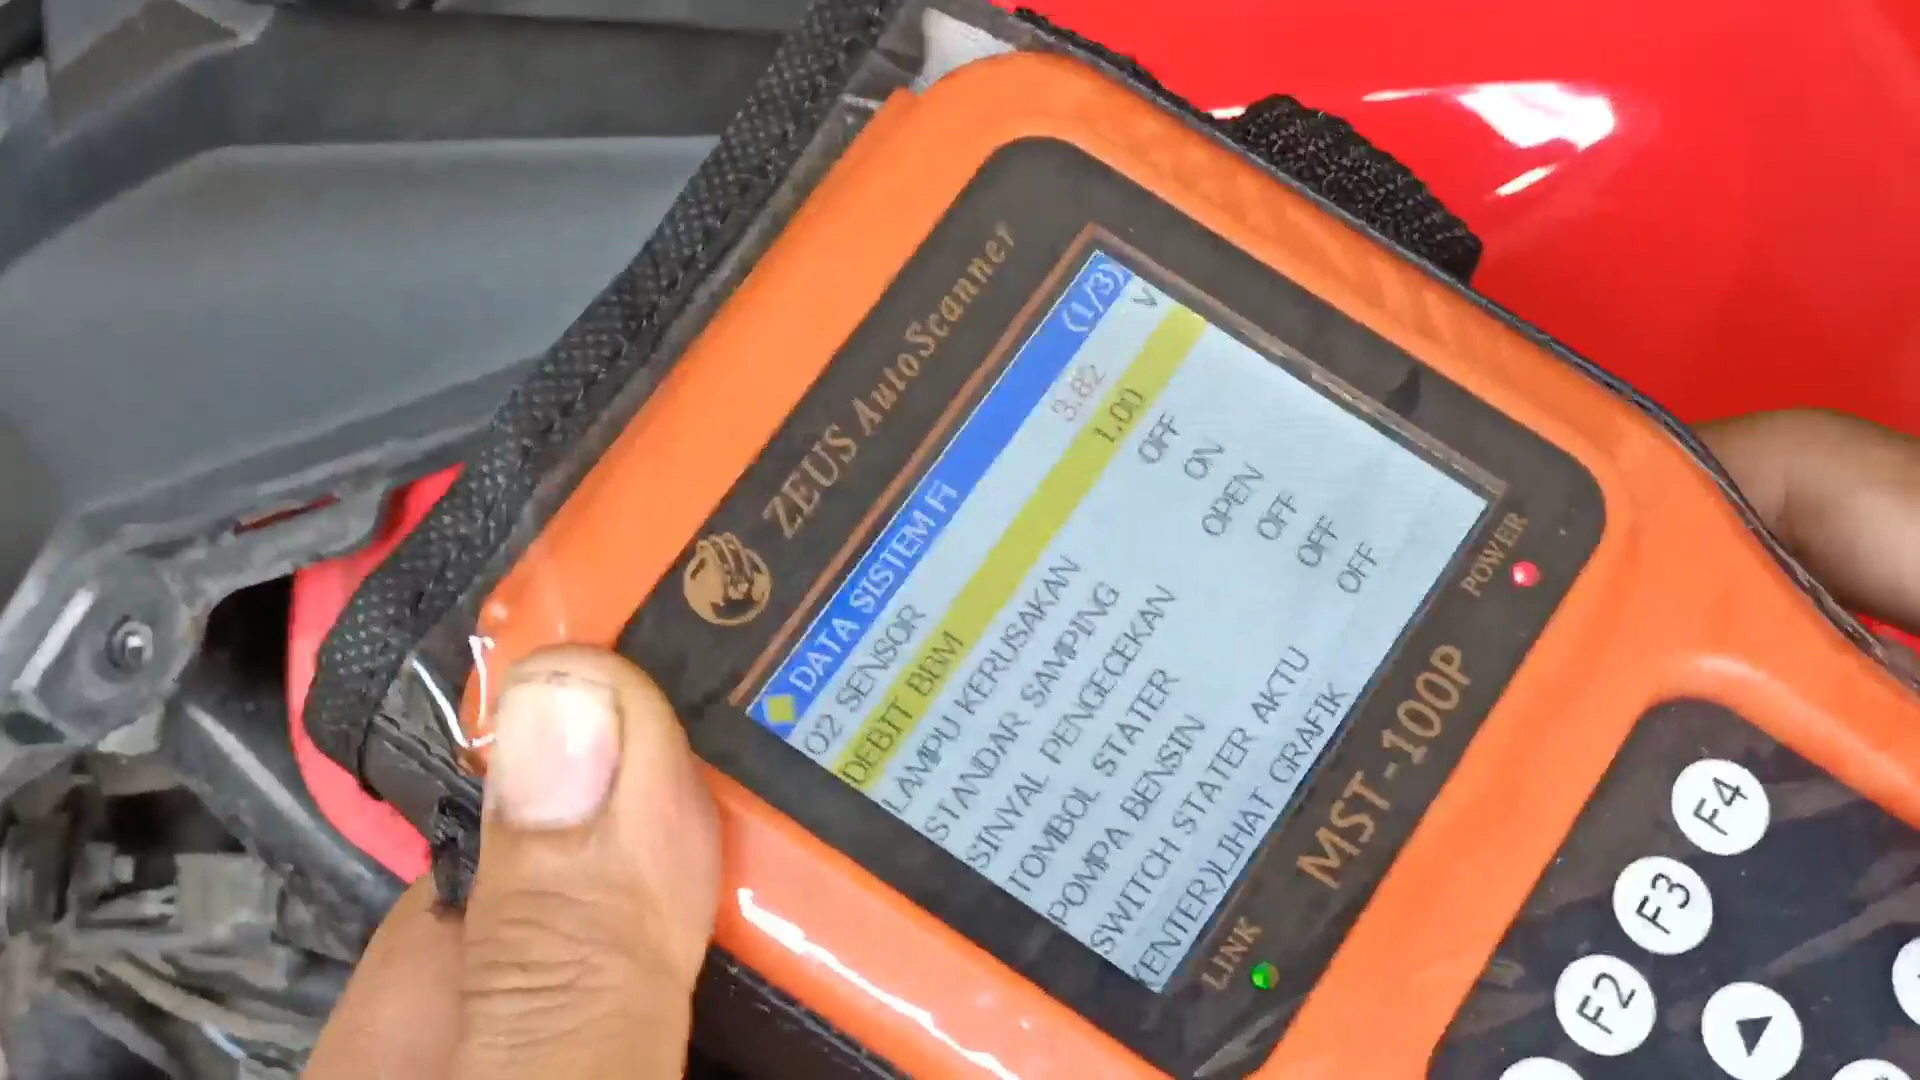 ZEUS AutoScanner
DATA SISTEM Fi (1/3)
O2 SENSOR 3.82 V
DEBIT BBM 1.00
LAMPU KERUSAKAN OFF
STANDAR SAMPING ON
SINYAL PENGECEKAN OPEN
TOMBOL STATER OFF
POMPA BENSIN OFF
SWITCH STATER AKTU OFF
(ENTER)LIHAT GRAFIK
LINK
MST-100P
POWER
F4
F3
F2